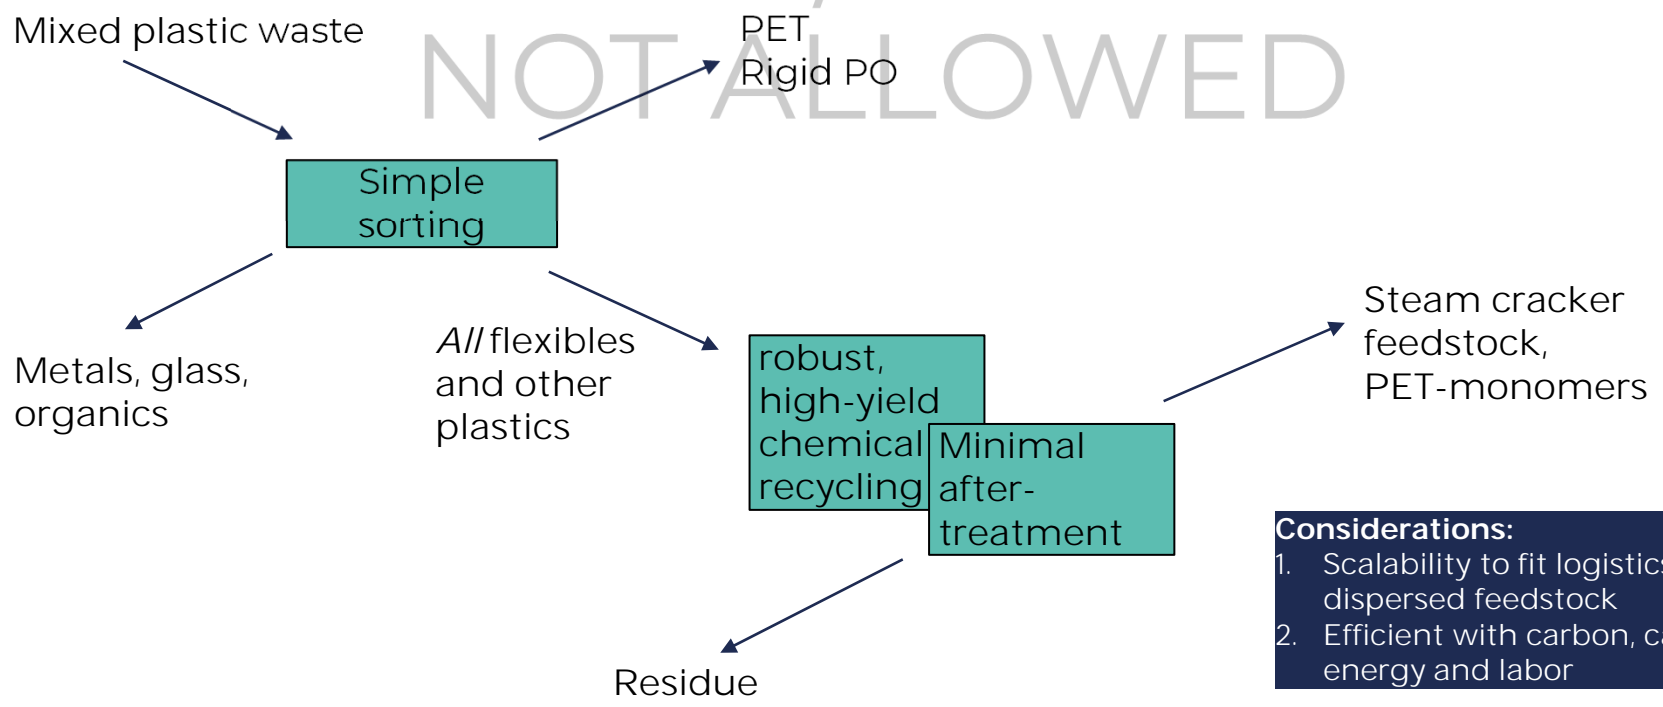 Mixed plastic waste
PET
Rigid PO
NOT ALLOWED
Simple
sorting
Metals, glass,
organics
All flexibles
and other
plastics
robust,
high-yield
chemical
recycling
Minimal
after-
treatment
Steam cracker
feedstock,
PET-monomers
Residue
Considerations:
1. Scalability to fit logistics
dispersed feedstock
2. Efficient with carbon,
energy and labor